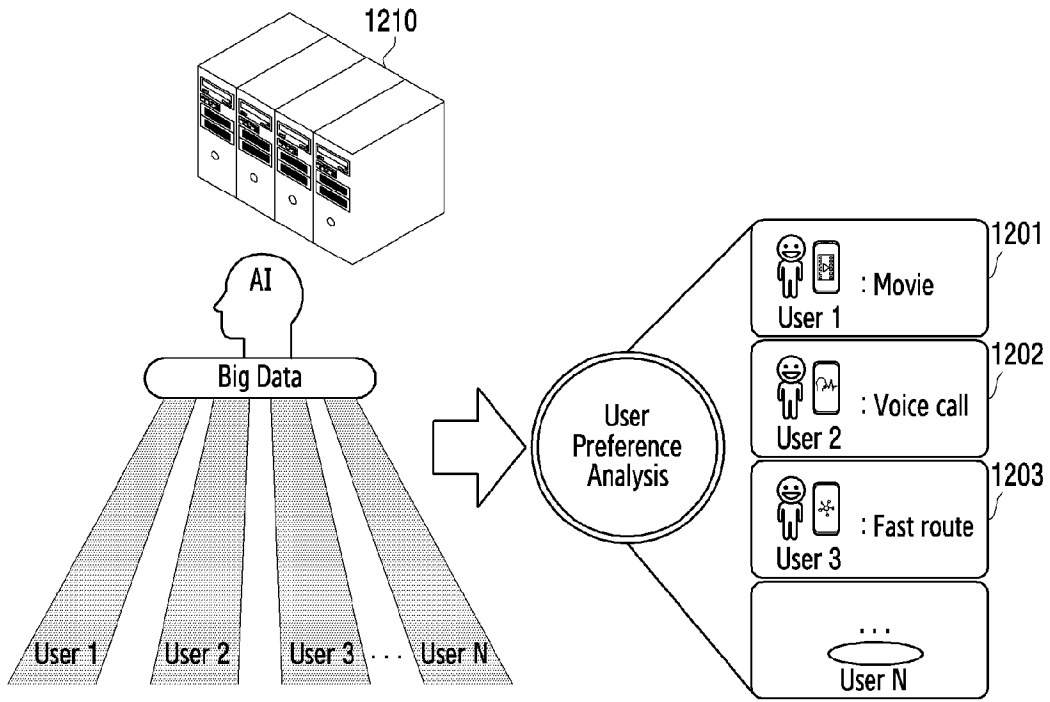 1210
AI
Big Data
User 1
User 2
User 3
...
User N
User
Preference
Analysis
1201
: Movie
User 1
1202
: Voice call
User 2
1203
: Fast route
User 3
...
User N